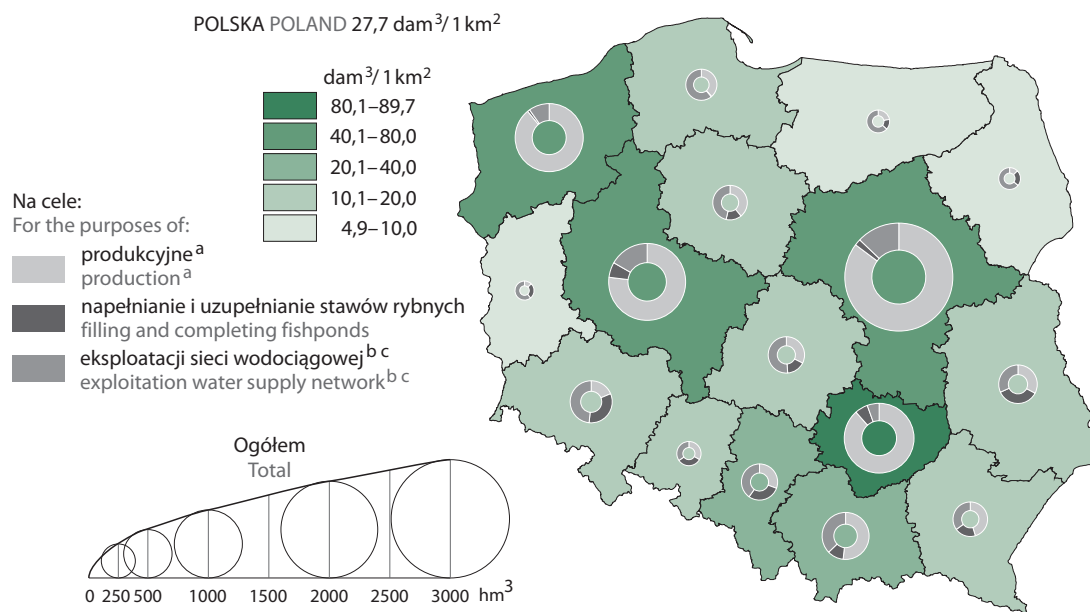 POLSKA POLAND 27,7 dam³/ 1 km²
dam³/ 1 km²
80,1–89,7
40,1–80,0
20,1–40,0
10,1–20,0
4,9–10,0
Na cele:
For the purposes of:
produkcyjne ᵃ
production ᵃ
napełnianie i uzupełnianie stawów rybnych
filling and completing fishponds
eksploatacji sieci wodociągowej ᵇ ᶜ
exploitation water supply network ᵇ ᶜ
Ogółem
Total
0 250 500 1000 1500 2000 2500 3000 hm³